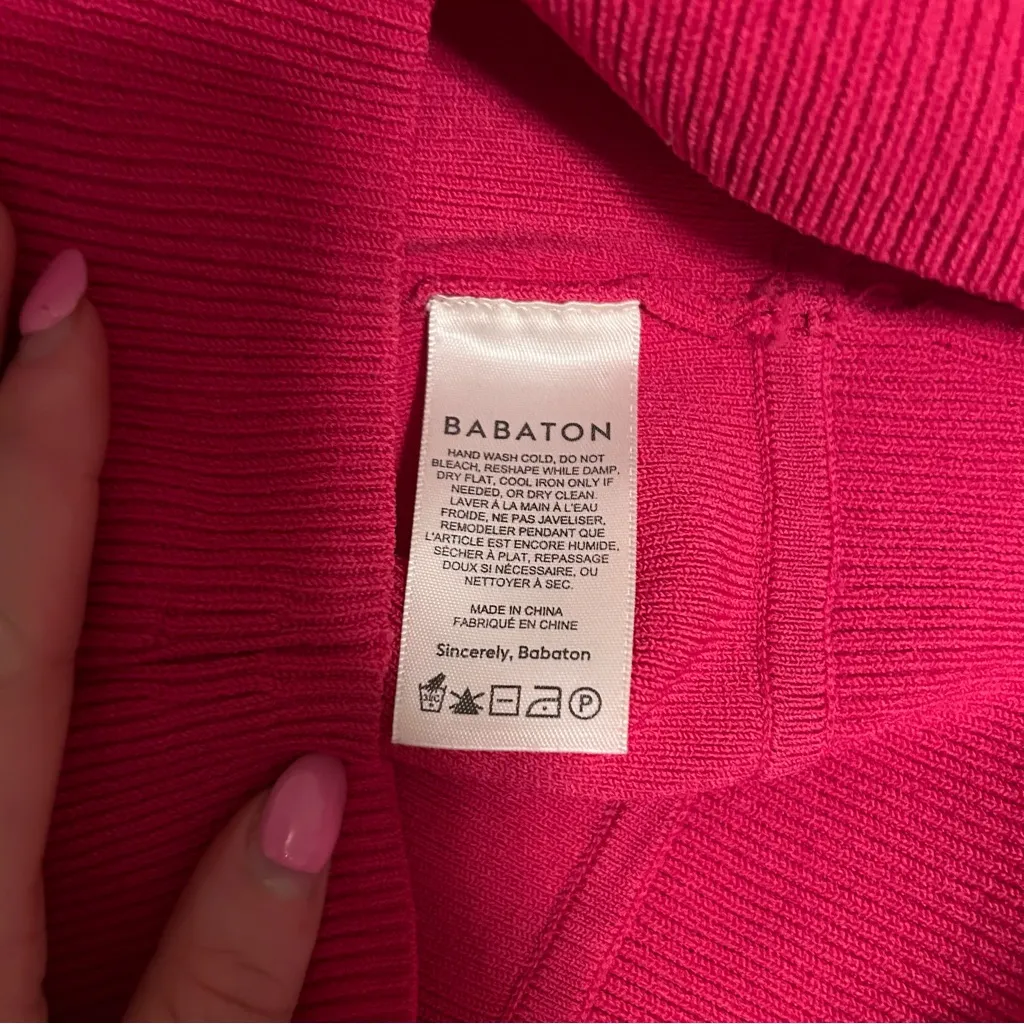 BABATON
HAND WASH COLD, DO NOT
BLEACH, RESHAPE WHILE DAMP,
DRY FLAT, COOL IRON ONLY IF
NEEDED, OR DRY CLEAN.
LAVER À LA MAIN À L'EAU
FROIDE, NE PAS JAVELISER,
REMODELER PENDANT QUE
L'ARTICLE EST ENCORE HUMIDE,
SÉCHER À PLAT, REPASSAGE
DOUX SI NÉCESSAIRE, OU
NETTOYER À SEC.
MADE IN CHINA
FABRIQUÉ EN CHINE
Sincerely, Babaton
P